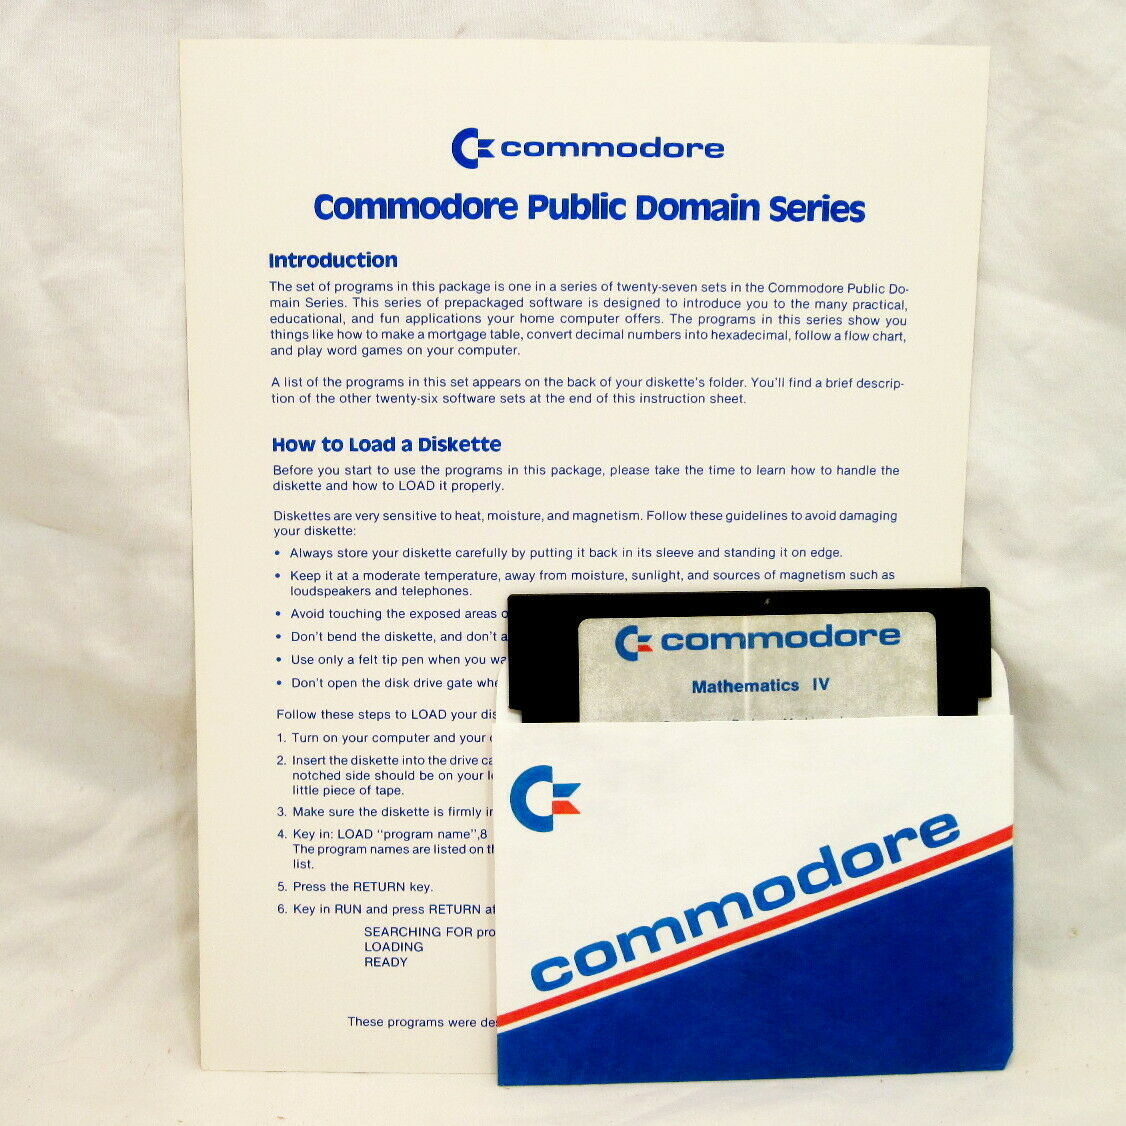 commodore
Commodore Public Domain Series
Introduction
The set of programs in this package is one in a series of twenty-seven sets in the Commodore Public Do-
main Series. This series of prepackaged software is designed to introduce you to the many practical,
educational, and fun applications your home computer offers. The programs in this series show you
things like how to make a mortgage table, convert decimal numbers into hexadecimal, follow a flow chart,
and play word games on your computer.
A list of the programs in this set appears on the back of your diskette's folder. You'll find a brief descrip-
tion of the other twenty-six software sets at the end of this instruction sheet.
How to Load a Diskette
Before you start to use the programs in this package, please take the time to learn how to handle the
diskette and how to LOAD it properly.
Diskettes are very sensitive to heat, moisture, and magnetism. Follow these guidelines to avoid damaging
your diskette:
• Always store your diskette carefully by putting it back in its sleeve and standing it on edge.
• Keep it at a moderate temperature, away from moisture, sunlight, and sources of magnetism such as
loudspeakers and telephones.
• Avoid touching the exposed areas
• Don't bend the diskette, and don't
• Use only a felt tip pen when you
• Don't open the disk drive gate
Follow these steps to LOAD your
1. Turn on your computer and your
2. Insert the diskette into the drive
notched side should be on your
little piece of tape.
3. Make sure the diskette is firmly
4. Key in: LOAD "program name",8
The program names are listed on
list.
5. Press the RETURN key.
6. Key in RUN and press RETURN
SEARCHING FOR
LOADING
READY
These programs were
commodore
Mathematics IV
commodore